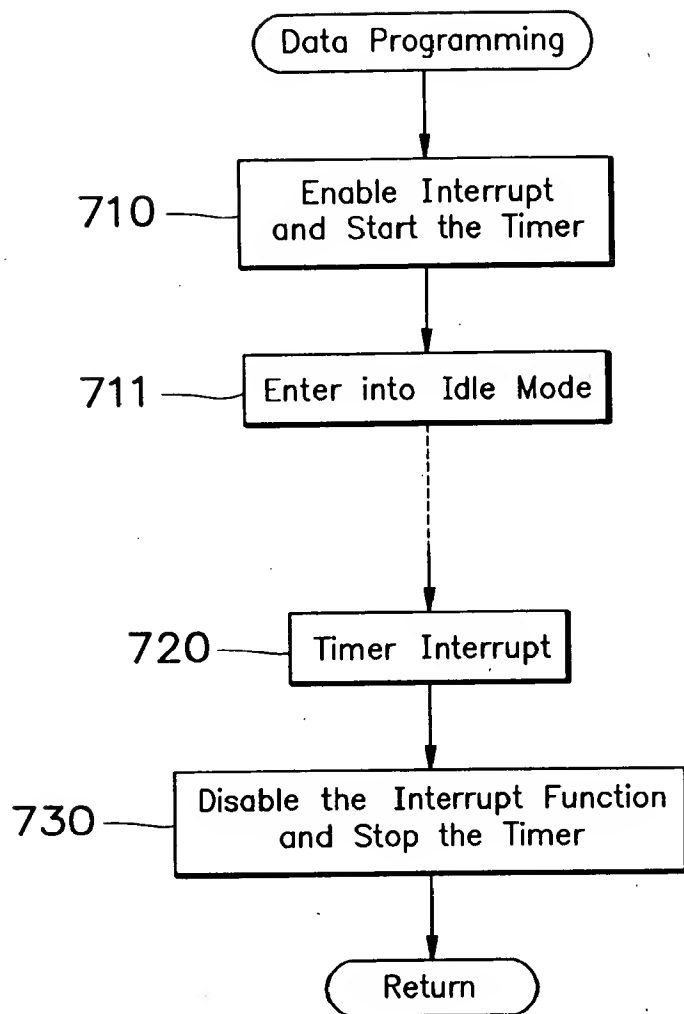 Data Programming
710
Enable Interrupt
and Start the Timer
711
Enter into Idle Mode
720
Timer Interrupt
730
Disable the Interrupt Function
and Stop the Timer
Return